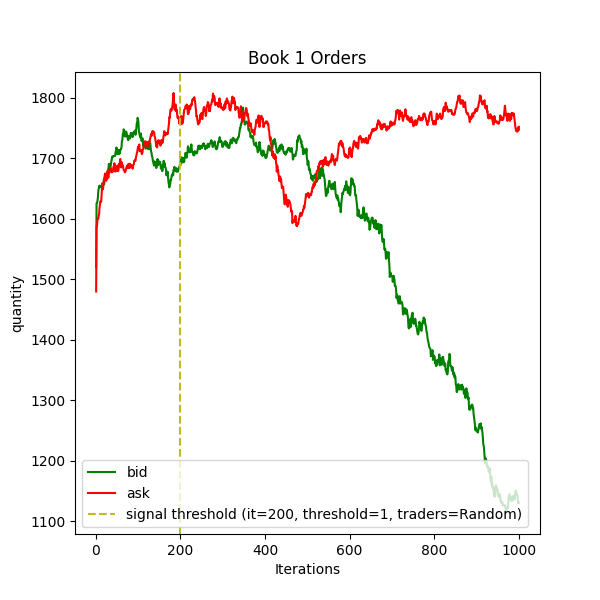 Book 1 Orders
quantity
1800
1700
1600
1500
1400
1300
1200
1100
bid
ask
signal threshold (it=200, threshold=1, traders=Random)
0 200 400 600 800 1000
Iterations